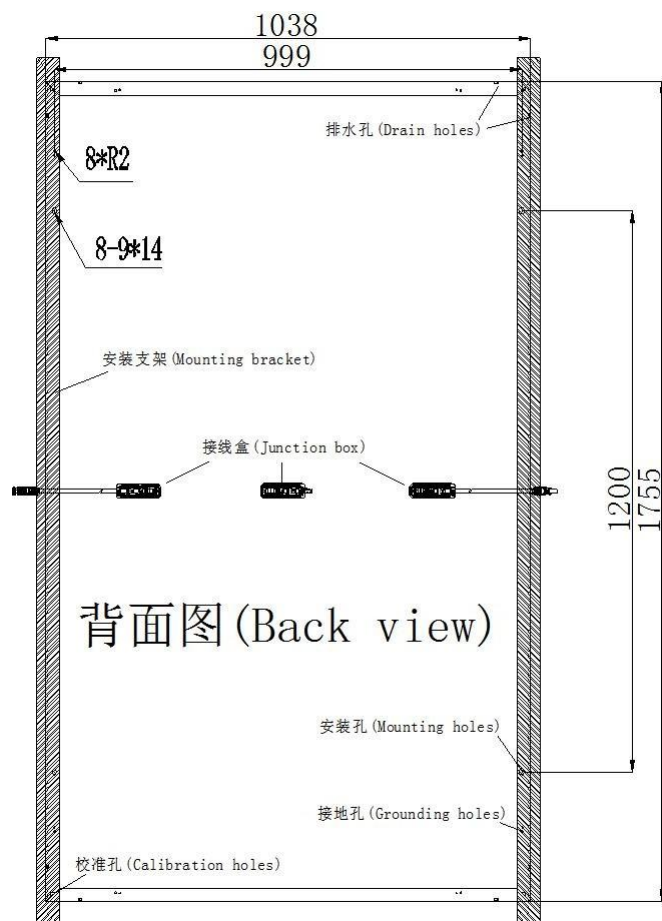 1038
999
排水孔(Drain holes)
8*R2
8-9*14
安装支架(Mounting bracket)
接线盒(Junction box)
1200
1755
背面图(Back view)
安装孔(Mounting holes)
接地孔(Grounding holes)
校准孔(Calibration holes)